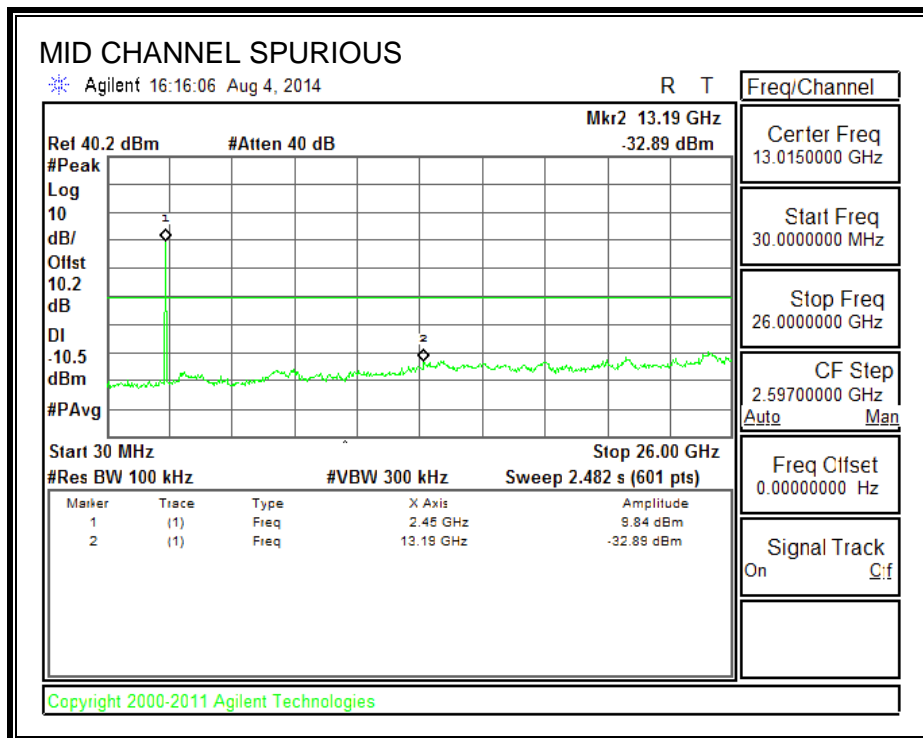 MID CHANNEL SPURIOUS
Agilent 16:16:06 Aug 4, 2014 R T
Freq/Channel
Mkr2 13.19 GHz
Ref 40.2 dBm #Atten 40 dB -32.89 dBm
#Peak
Log
10
dB/
Offst
10.2
dB
DI
-10.5
dBm
#PAvg
1
2
Start 30 MHz Stop 26.00 GHz
#Res BW 100 kHz #VBW 300 kHz Sweep 2.482 s (601 pts)
Marker Trace Type X Axis Amplitude
1 (1) Freq 2.45 GHz 9.84 dBm
2 (1) Freq 13.19 GHz -32.89 dBm
Center Freq
13.0150000 GHz
Start Freq
30.0000000 MHz
Stop Freq
26.0000000 GHz
CF Step
2.59700000 GHz
Auto Man
Freq Offset
0.00000000 Hz
Signal Track
On Off
Copyright 2000-2011 Agilent Technologies